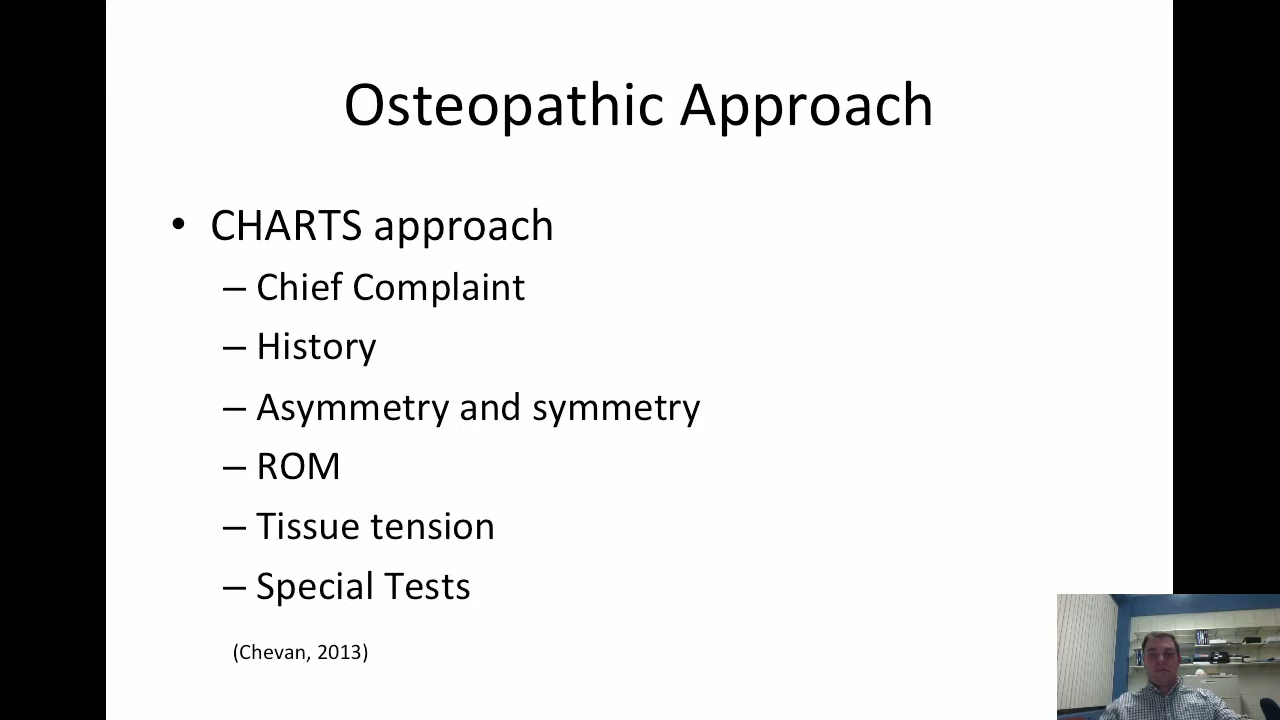 Osteopathic Approach
• CHARTS approach
– Chief Complaint
– History
– Asymmetry and symmetry
– ROM
– Tissue tension
– Special Tests
(Chevan, 2013)